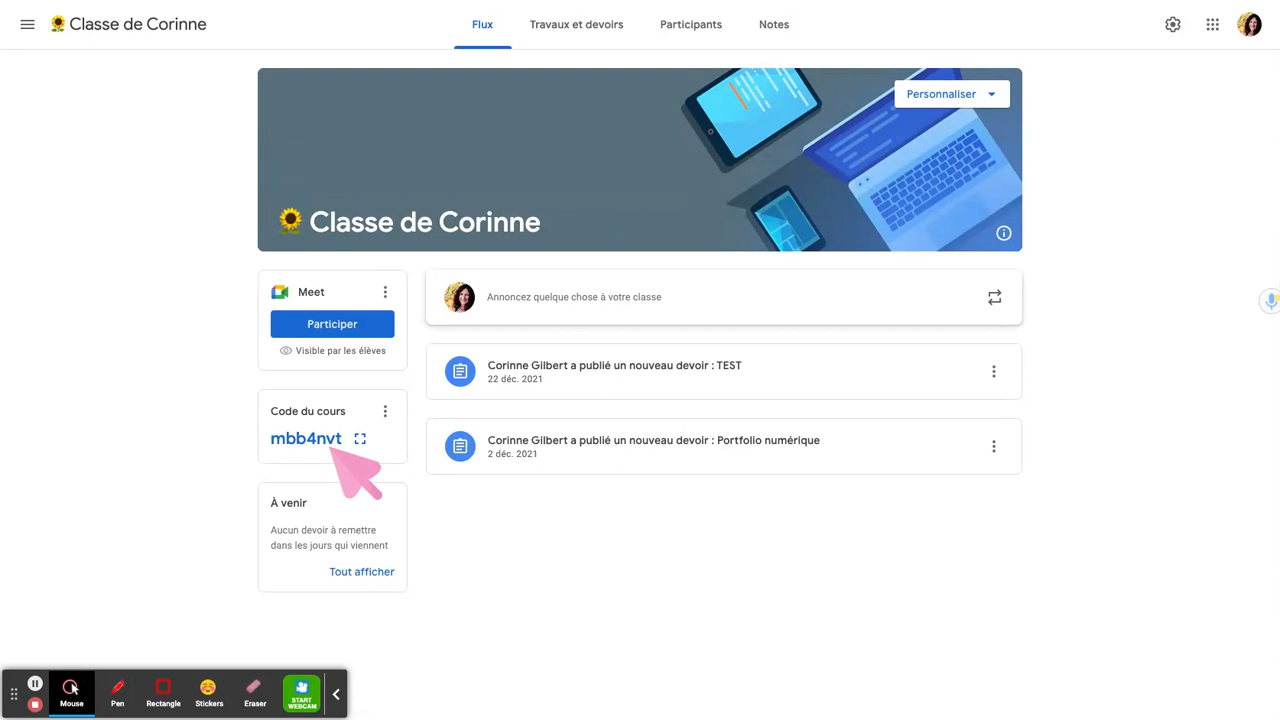 🌻 Classe de Corinne
Flux
Travaux et devoirs
Participants
Notes
Personnaliser
🌻 Classe de Corinne
Meet
Participer
Visible par les élèves
Code du cours
mbb4nvt
À venir
Aucun devoir à remettre
dans les jours qui viennent
Tout afficher
Annoncez quelque chose à votre classe
Corinne Gilbert a publié un nouveau devoir : TEST
22 déc. 2021
Corinne Gilbert a publié un nouveau devoir : Portfolio numérique
2 déc. 2021
Mouse
Pen
Rectangle
Stickers
Eraser
START
WEBCAM